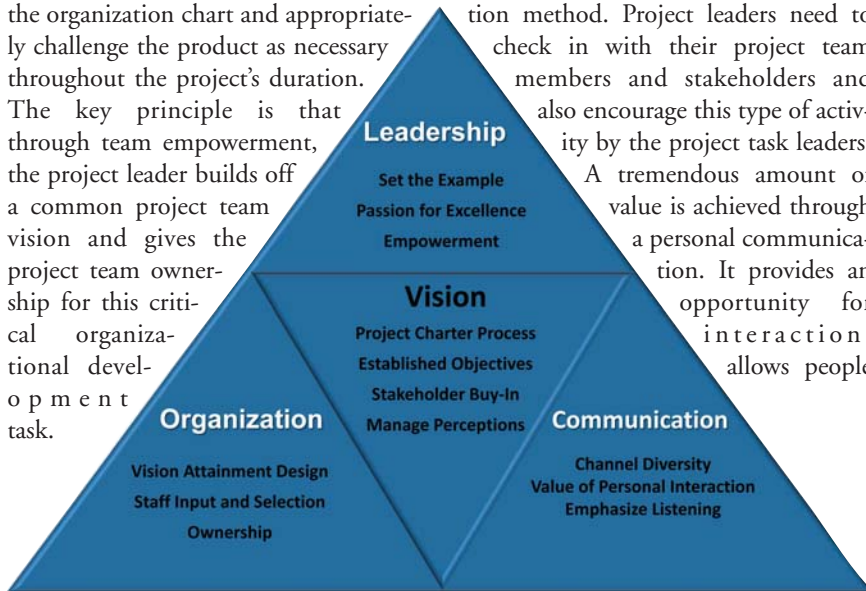 the organization chart and appropriate-
ly challenge the product as necessary
throughout the project's duration.
The key principle is that
through team empowerment,
the project leader builds off
a common project team
vision and gives the
project team owner-
ship for this criti-
cal organiza-
tional devel-
opment
task.
tion method. Project leaders need to
check in with their project team
members and stakeholders and
also encourage this type of activ-
ity by the project task leaders
A tremendous amount of
value is achieved through
a personal communica-
tion. It provides an
opportunity for
interaction
allows people
Leadership
Set the Example
Passion for Excellence
Empowerment
Vision
Project Charter Process
Established Objectives
Stakeholder Buy-In
Manage Perceptions
Organization
Vision Attainment Design
Staff Input and Selection
Ownership
Communication
Channel Diversity
Value of Personal Interaction
Emphasize Listening